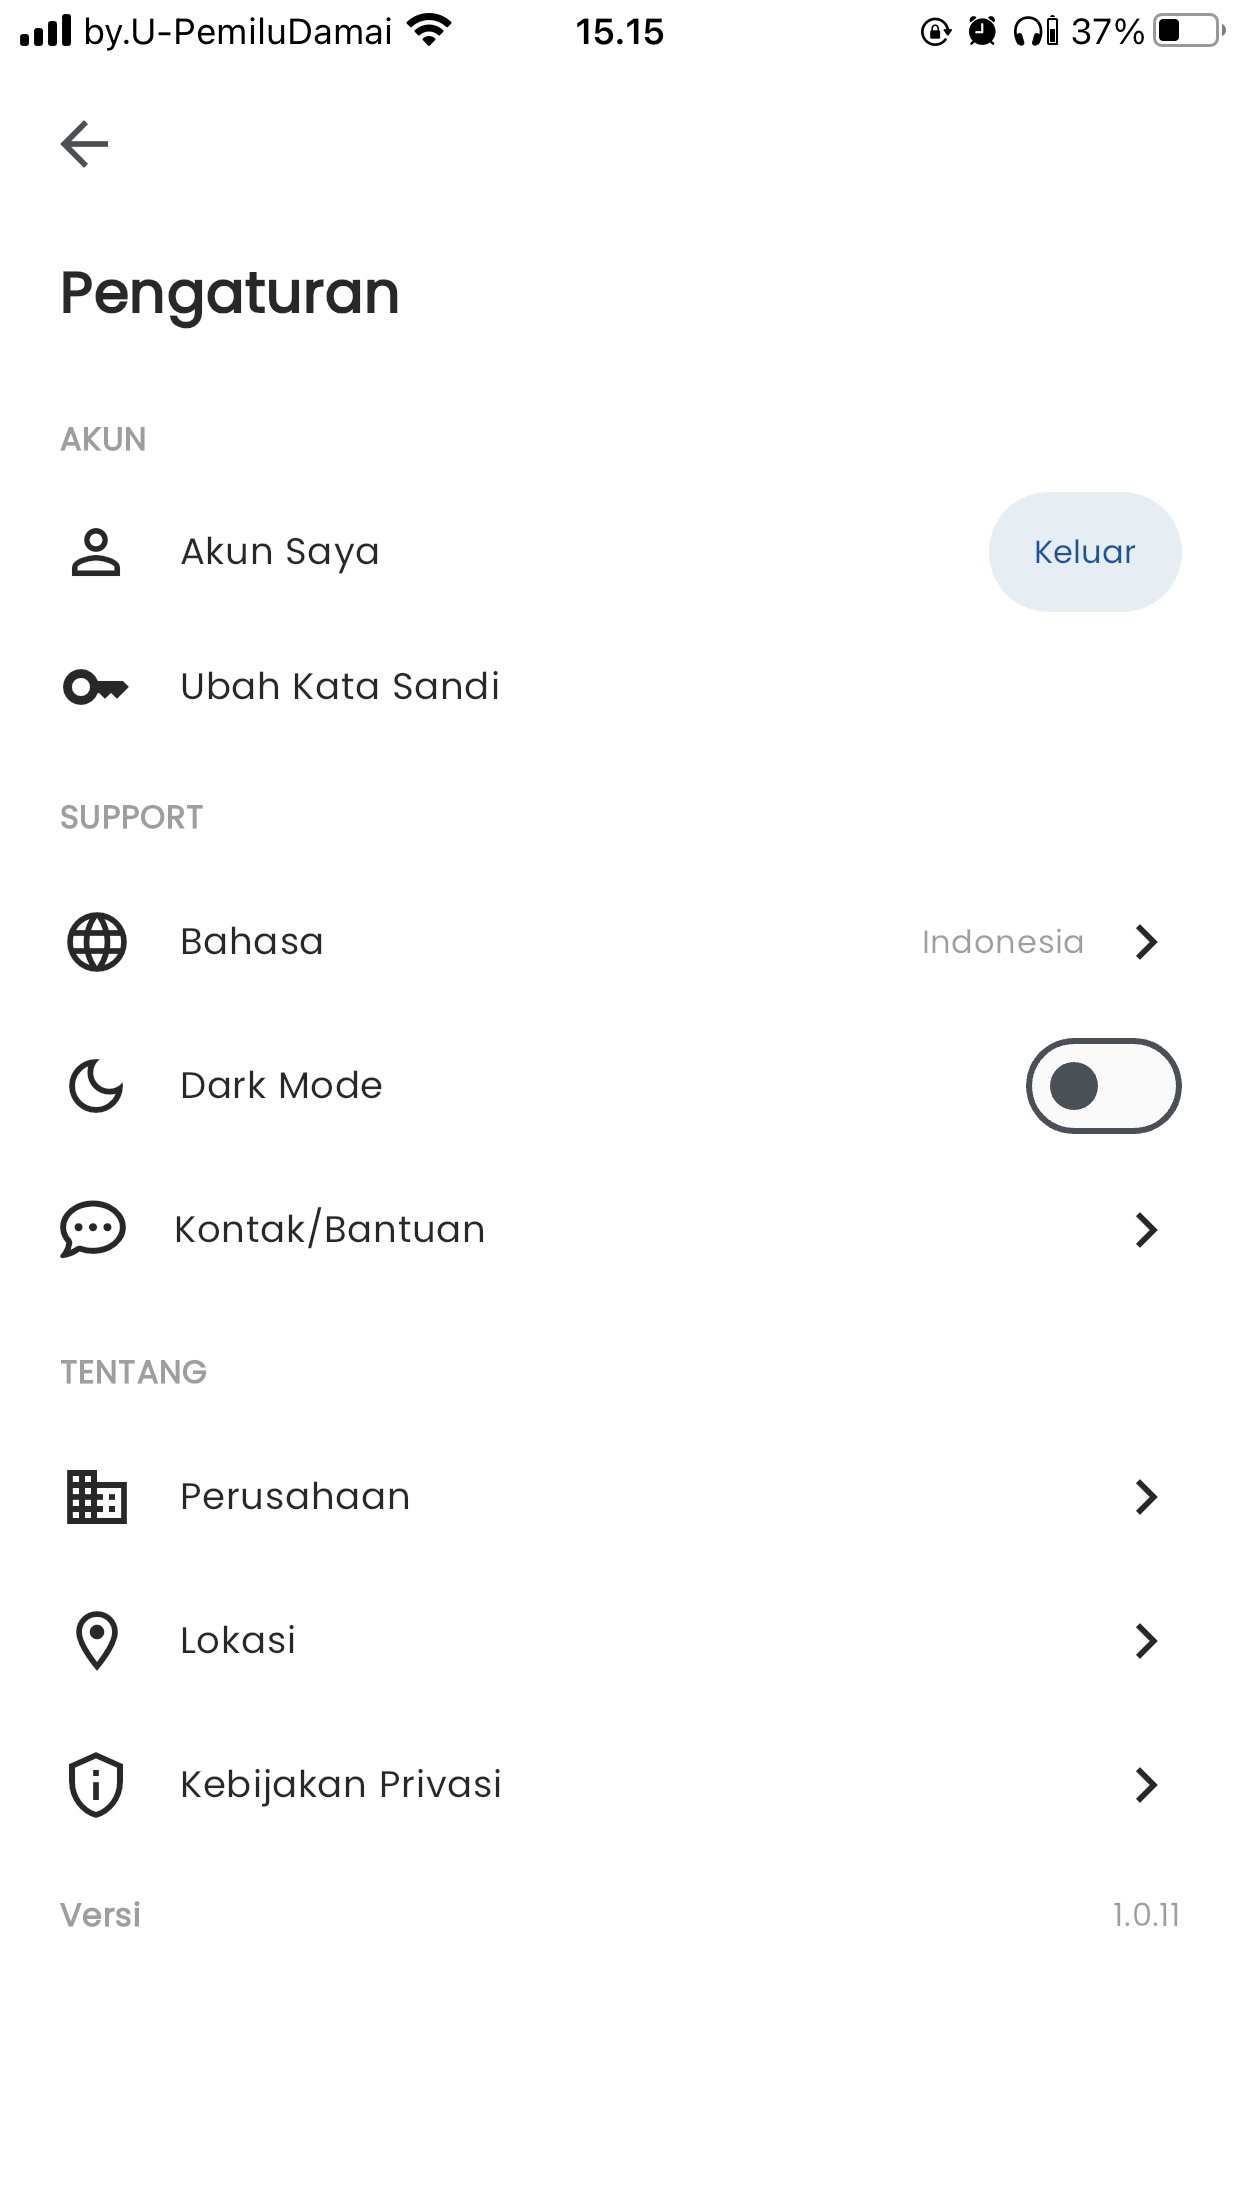 by.U-PemiluDamai 15.15 37%
Pengaturan
AKUN
Akun Saya Keluar
Ubah Kata Sandi
SUPPORT
Bahasa Indonesia
Dark Mode
Kontak/Bantuan
TENTANG
Perusahaan
Lokasi
Kebijakan Privasi
Versi 1.0.11